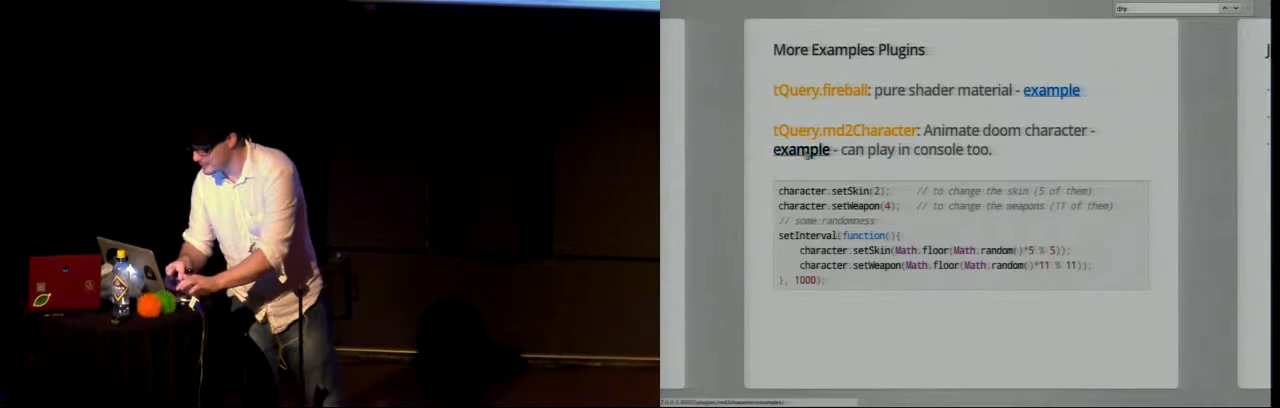 dry:
More Examples Plugins
tQuery.fireball: pure shader material - example
tQuery.md2Character: Animate doom character -
example - can play in console too.
character.setSkin(2); // to change the skin (5 of them)
character.setWeapon(4); // to change the weapons (11 of them)
// some randomness
setInterval(function(){
character.setSkin(Math.floor(Math.random()*5 % 5));
character.setWeapon(Math.floor(Math.random()*11 % 11));
}, 1000);